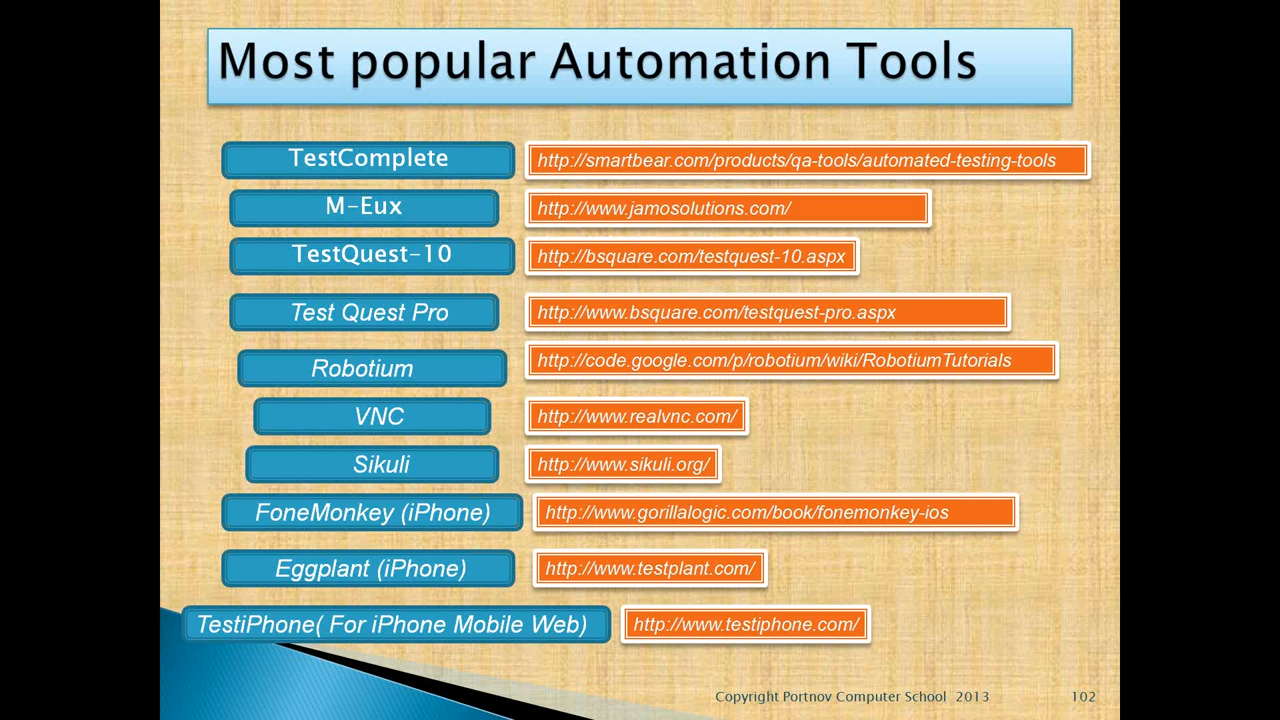 Most popular Automation Tools
TestComplete http://smartbear.com/products/qa-tools/automated-testing-tools
M-Eux http://www.jamosolutions.com/
TestQuest-10 http://bsquare.com/testquest-10.aspx
Test Quest Pro http://www.bsquare.com/testquest-pro.aspx
Robotium http://code.google.com/p/robotium/wiki/RobotiumTutorials
VNC http://www.realvnc.com/
Sikuli http://www.sikuli.org/
FoneMonkey (iPhone) http://www.gorillalogic.com/book/fonemonkey-ios
Eggplant (iPhone) http://www.testplant.com/
TestiPhone( For iPhone Mobile Web) http://www.testiphone.com/
Copyright Portnov Computer School 2013 102